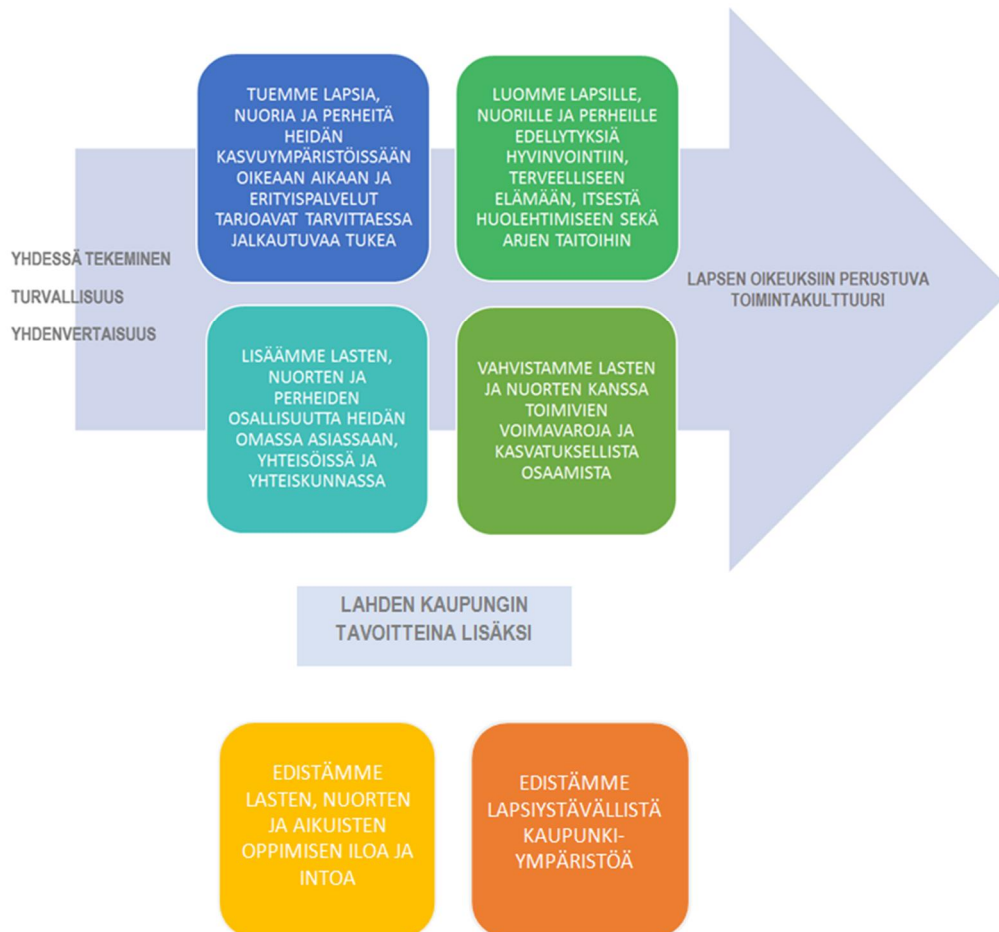 TUEMME LAPSIA,
NUORIA JA PERHEITÄ
HEIDÄN
KASVUYMPÄRISTÖISSÄÄN
OIKEAAN AIKAAN JA
ERITYISPALVELUT
TARJOAVAT TARVITTAESSA
JALKAUTUVAA TUKEA
LUOMME LAPSILLE,
NUORILLE JA PERHEILLE
EDELLYTYKSIÄ
HYVINVOINTIIN,
TERVEELLISEEN
ELÄMÄÄN, ITSESTÄ
HUOLEHTIMISEEN SEKÄ
ARJEN TAITOIHIN
YHDESSÄ TEKEMINEN
TURVALLISUUS
YHDENVERTAISUUS
LAPSEN OIKEUKSIIN PERUSTUVA
TOIMINTAKULTTUURI
LISÄÄMME LASTEN,
NUORTEN JA
PERHEIDEN
OSALLISUUTTA HEIDÄN
OMASSA ASIASSAAN,
YHTEISÖISSÄ JA
YHTEISKUNNASSA
VAHVISTAMME LASTEN
JA NUORTEN KANSSA
TOIMIVIEN
VOIMAVAROJA JA
KASVATUKSELLISTA
OSAAMISTA
LAHDEN KAUPUNGIN
TAVOITTEINA LISÄKSI
EDISTÄMME
LASTEN, NUORTEN
JA AIKUISTEN
OPPIMISEN ILOA JA
INTOA
EDISTÄMME
LAPSIYSTÄVÄLLISTÄ
KAUPUNKI-
YMPÄRISTÖÄ